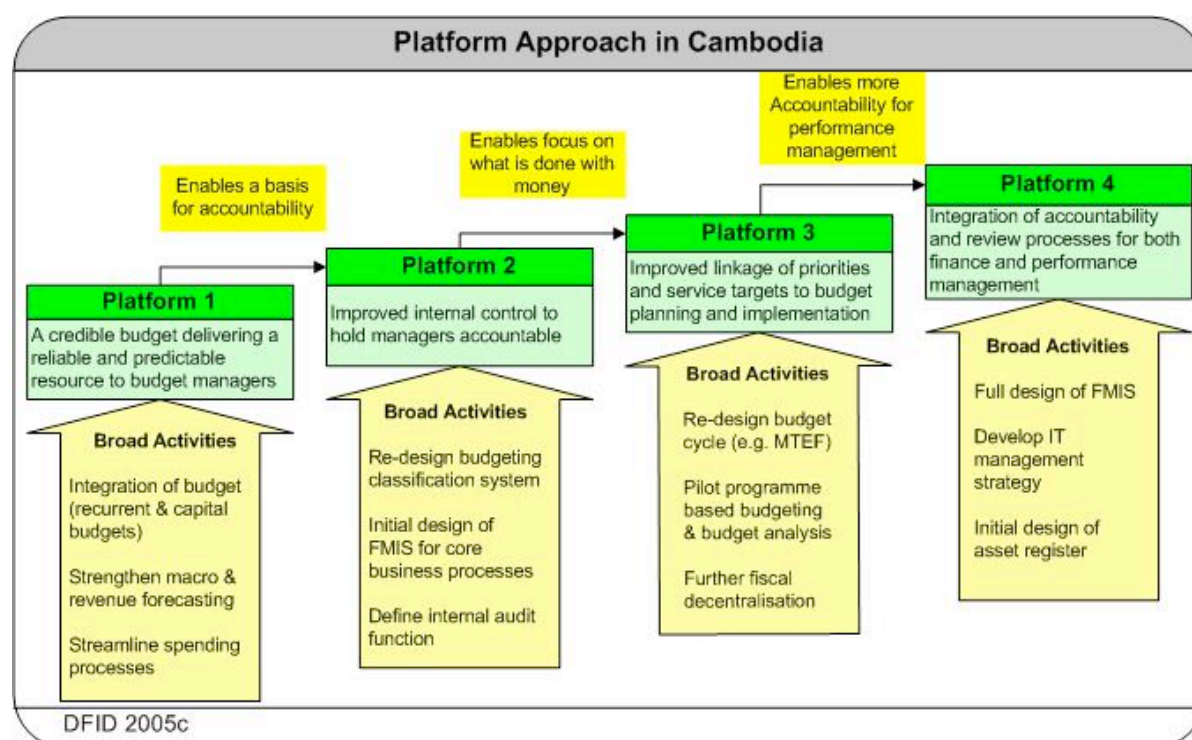 Platform Approach in Cambodia
Enables a basis
for accountability
Enables focus on
what is done with
money
Enables more
Accountability for
performance
management
Platform 1
A credible budget delivering a
reliable and predictable
resource to budget managers
Broad Activities
Integration of budget
(recurrent & capital
budgets)
Strengthen macro &
revenue forecasting
Streamline spending
processes
Platform 2
Improved internal control to
hold managers accountable
Broad Activities
Re-design budgeting
classification system
Initial design of
FMIS for core
business processes
Define internal audit
function
Platform 3
Improved linkage of priorities
and service targets to budget
planning and implementation
Broad Activities
Re-design budget
cycle (e.g. MTEF)
Pilot programme
based budgeting
& budget analysis
Further fiscal
decentralisation
Platform 4
Integration of accountability
and review processes for both
finance and performance
management
Broad Activities
Full design of FMIS
Develop IT
management
strategy
Initial design of
asset register
DFID 2005c